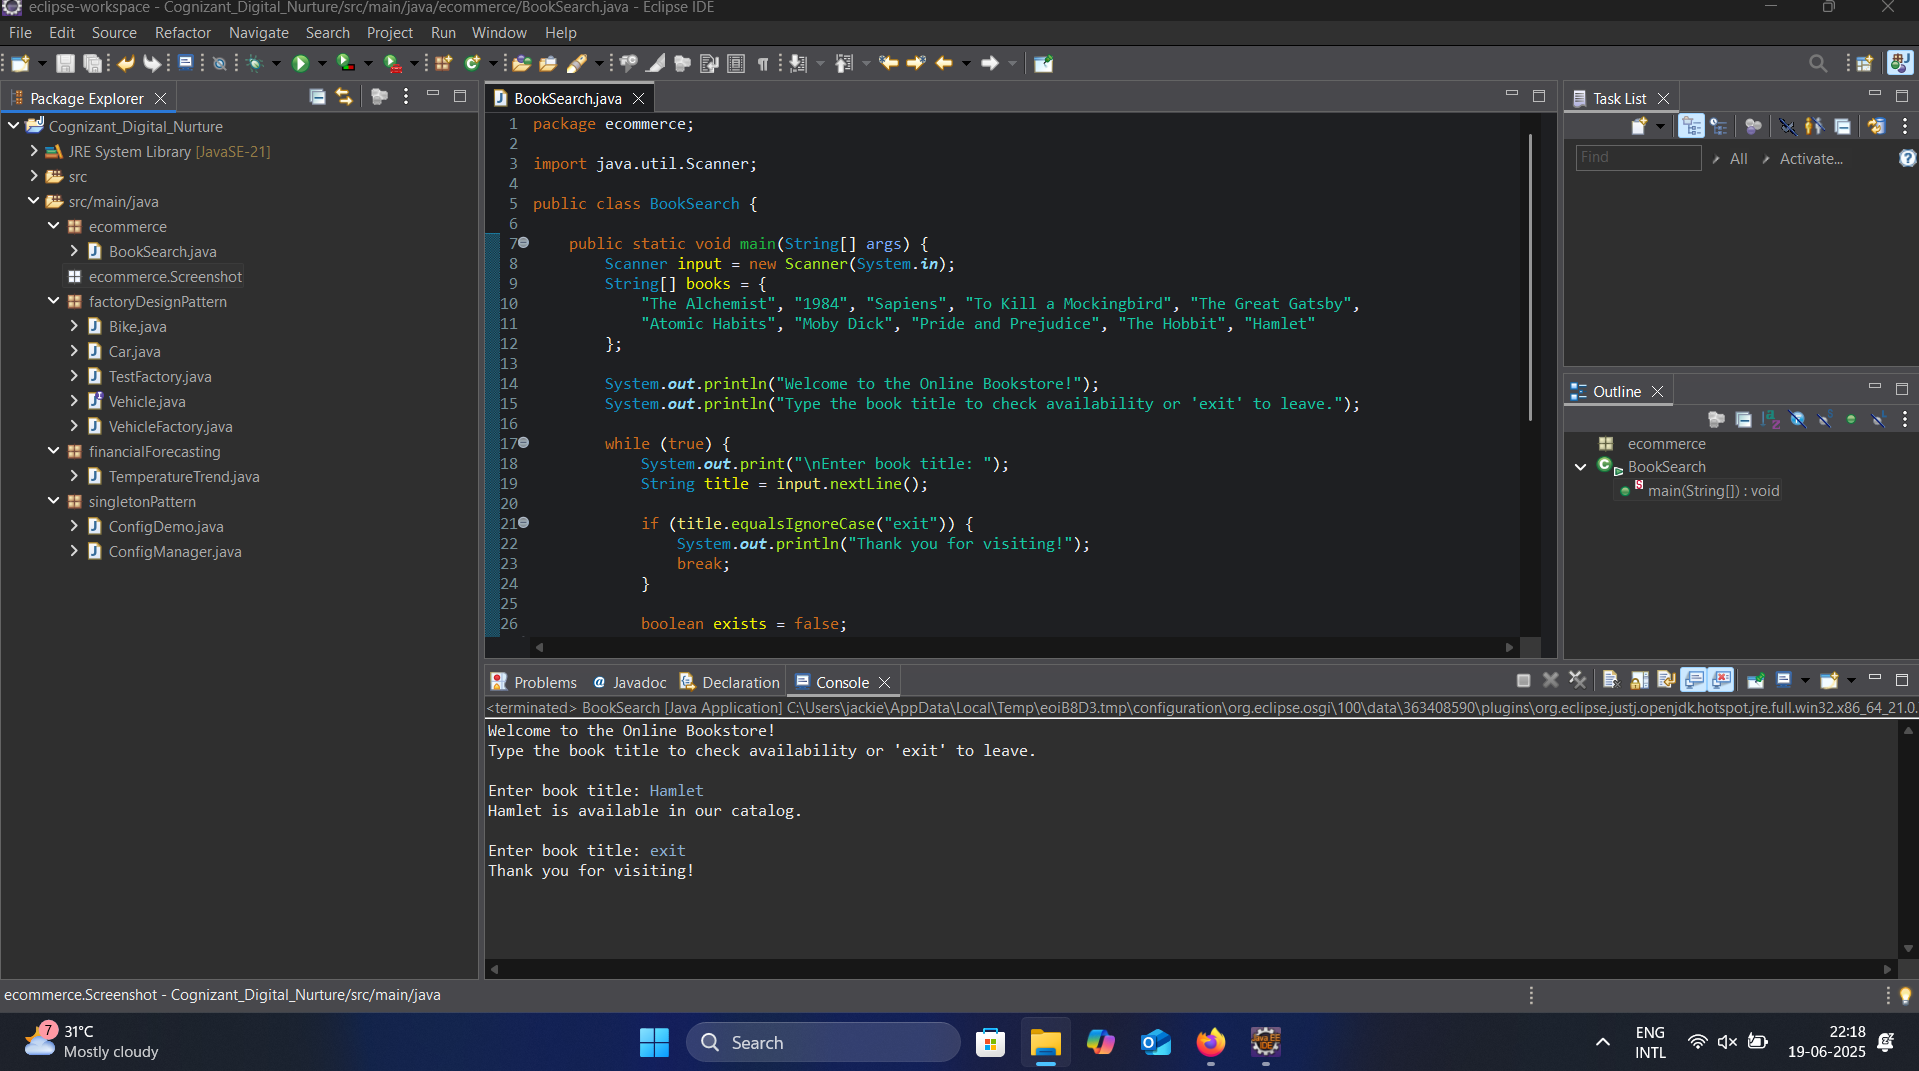 eclipse-workspace - Cognizant_Digital_Nurture/src/main/java/ecommerce/BookSearch.java - Eclipse IDE
File Edit Source Refactor Navigate Search Project Run Window Help
Package Explorer
Cognizant_Digital_Nurture
JRE System Library [JavaSE-21]
src
src/main/java
ecommerce
BookSearch.java
ecommerce.Screenshot
factoryDesignPattern
Bike.java
Car.java
TestFactory.java
Vehicle.java
VehicleFactory.java
financialForecasting
TemperatureTrend.java
singletonPattern
ConfigDemo.java
ConfigManager.java
BookSearch.java
1 package ecommerce;
2
3 import java.util.Scanner;
4
5 public class BookSearch {
6
7 public static void main(String[] args) {
8 Scanner input = new Scanner(System.in);
9 String[] books = {
10 "The Alchemist", "1984", "Sapiens", "To Kill a Mockingbird", "The Great Gatsby",
11 "Atomic Habits", "Moby Dick", "Pride and Prejudice", "The Hobbit", "Hamlet"
12 };
13
14 System.out.println("Welcome to the Online Bookstore!");
15 System.out.println("Type the book title to check availability or 'exit' to leave.");
16
17 while (true) {
18 System.out.print("\nEnter book title: ");
19 String title = input.nextLine();
20
21 if (title.equalsIgnoreCase("exit")) {
22 System.out.println("Thank you for visiting!");
23 break;
24 }
25
26 boolean exists = false;
Task List
Find All Activate...
Outline
ecommerce
BookSearch
main(String[]) : void
Problems Javadoc Declaration Console
<terminated> BookSearch [Java Application] C:\Users\jackie\AppData\Local\Temp\eoiB8D3.tmp\configuration\org.eclipse.osgi\100\data\363408590\plugins\org.eclipse.justj.openjdk.hotspot.jre.full.win32.x86_64_21.0.
Welcome to the Online Bookstore!
Type the book title to check availability or 'exit' to leave.
Enter book title: Hamlet
Hamlet is available in our catalog.
Enter book title: exit
Thank you for visiting!
ecommerce.Screenshot - Cognizant_Digital_Nurture/src/main/java
7
31°C
Mostly cloudy
Search
ENG
INTL
22:18
19-06-2025